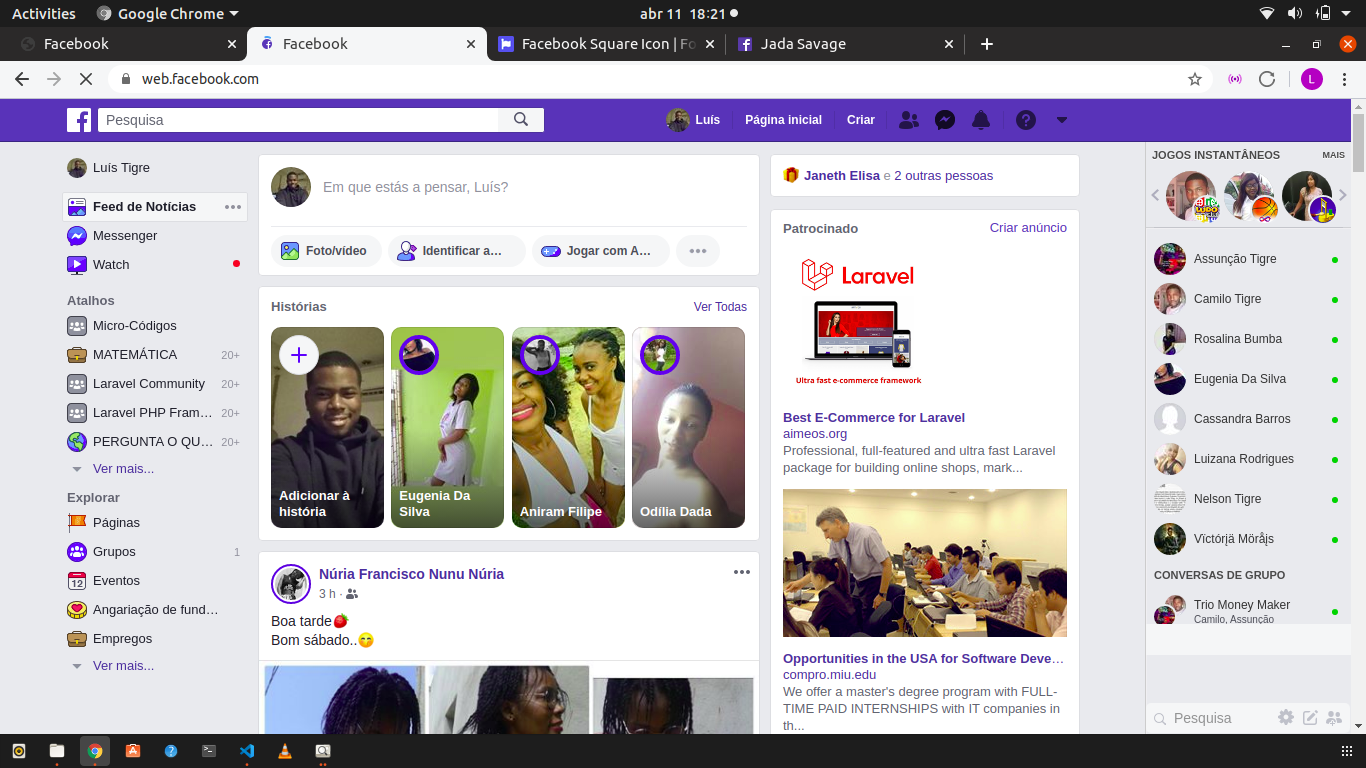 Activities
Google Chrome
abr 11 18:21
Facebook
Facebook
Facebook Square Icon | Fo
Jada Savage
web.facebook.com
L
Pesquisa
Luís
Página inicial
Criar
Luís Tigre
Feed de Notícias
Messenger
Watch
Atalhos
Micro-Códigos
MATEMÁTICA 20+
Laravel Community 20+
Laravel PHP Fram... 20+
PERGUNTA O QU... 20+
Ver mais...
Explorar
Páginas
Grupos 1
Eventos
12
Angariação de fund...
Empregos
Ver mais...
Em que estás a pensar, Luís?
Foto/vídeo
Identificar a...
Jogar com A...
Histórias
Ver Todas
Adicionar à
história
Eugenia Da
Silva
Aniram Filipe
Odília Dada
Núria Francisco Nunu Núria
3 h ·
Boa tarde🍓
Bom sábado..😋
Janeth Elisa e 2 outras pessoas
Patrocinado
Criar anúncio
Laravel
Ultra fast e-commerce framework
Best E-Commerce for Laravel
aimeos.org
Professional, full-featured and ultra fast Laravel
package for building online shops, mark...
Opportunities in the USA for Software Deve...
compro.miu.edu
We offer a master's degree program with FULL-
TIME PAID INTERNSHIPS with IT companies in
th...
JOGOS INSTANTÂNEOS
MAIS
LUDO
Assunção Tigre
Camilo Tigre
Rosalina Bumba
Eugenia Da Silva
Cassandra Barros
Luizana Rodrigues
Nelson Tigre
Víctórjä Möråjs
CONVERSAS DE GRUPO
Trio Money Maker
Camilo, Assunção
Pesquisa